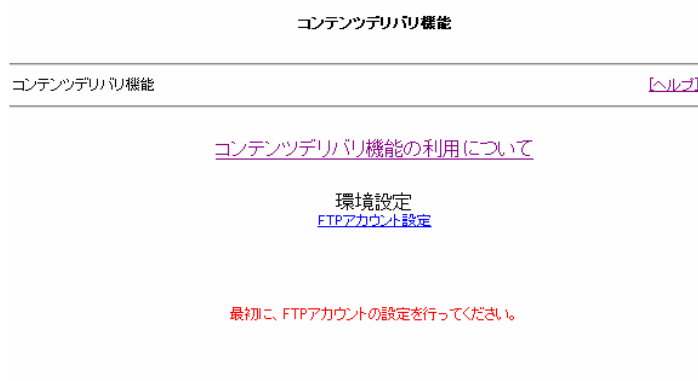 コンテンツデリバリ機能
コンテンツデリバリ機能 [ヘルプ]
コンテンツデリバリ機能の利用について
環境設定
FTPアカウント設定
最初に、FTPアカウントの設定を行ってください。